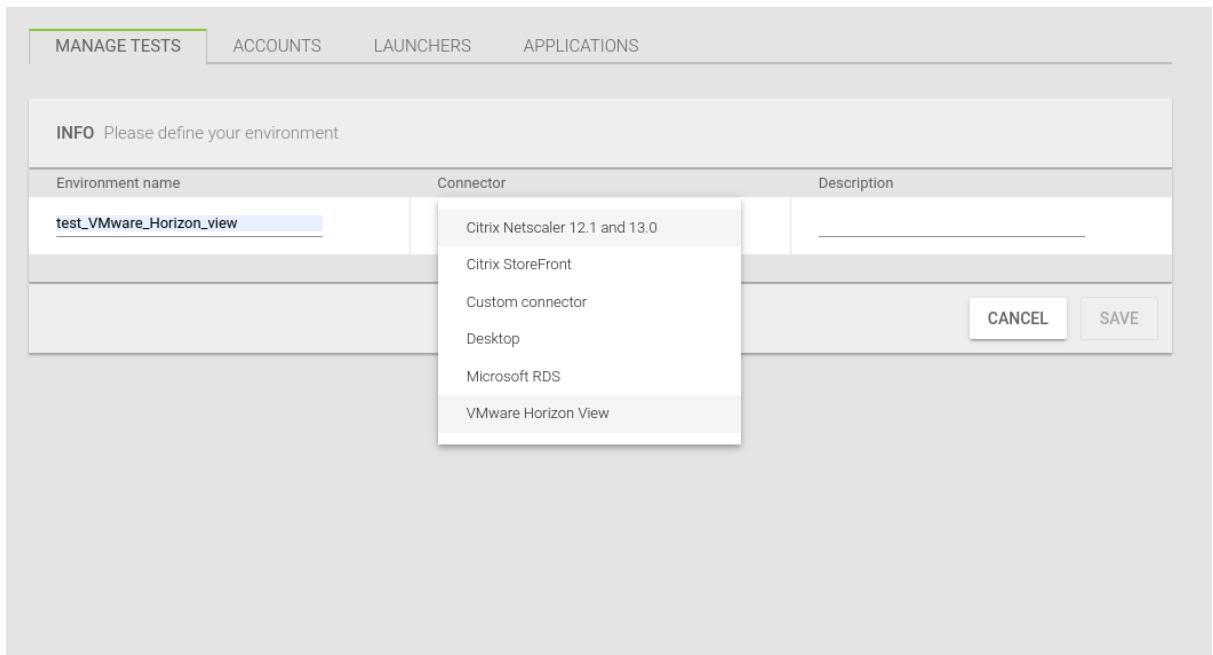 MANAGE TESTS ACCOUNTS LAUNCHERS APPLICATIONS
INFO Please define your environment
Environment name Connector Description
test_VMware_Horizon_view
Citrix Netscaler 12.1 and 13.0
Citrix StoreFront
Custom connector
Desktop
Microsoft RDS
VMware Horizon View
CANCEL SAVE